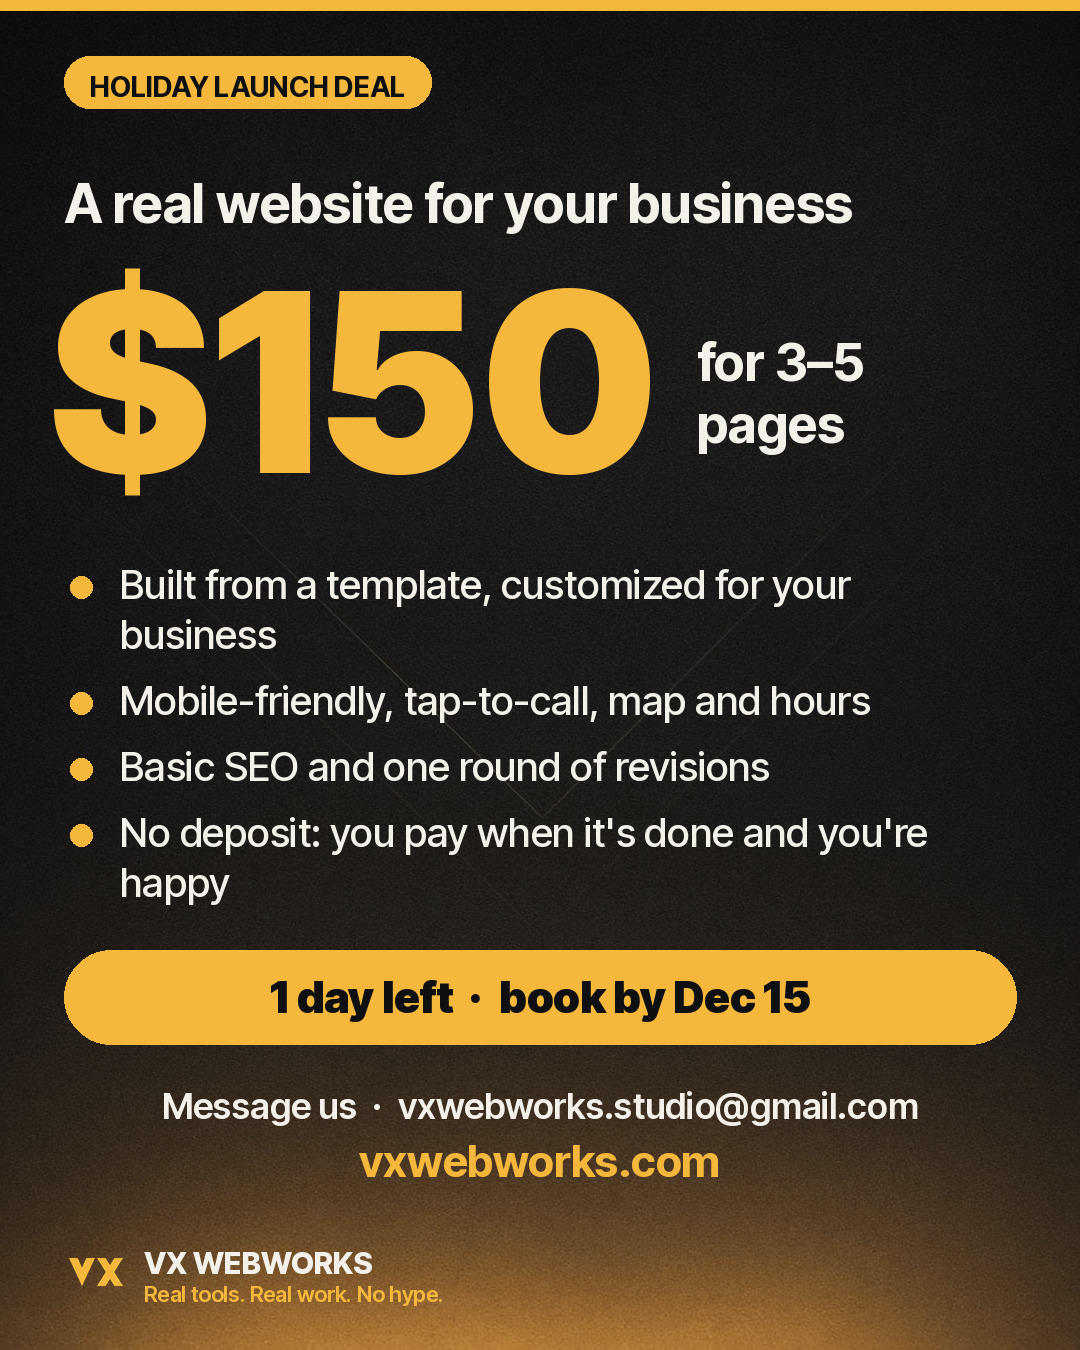 HOLIDAY LAUNCH DEAL
A real website for your business
$150
for 3–5
pages
Built from a template, customized for your
business
Mobile-friendly, tap-to-call, map and hours
Basic SEO and one round of revisions
No deposit: you pay when it's done and you're
happy
1 day left · book by Dec 15
Message us · vxwebworks.studio@gmail.com
vxwebworks.com
VX VX WEBWORKS
Real tools. Real work. No hype.